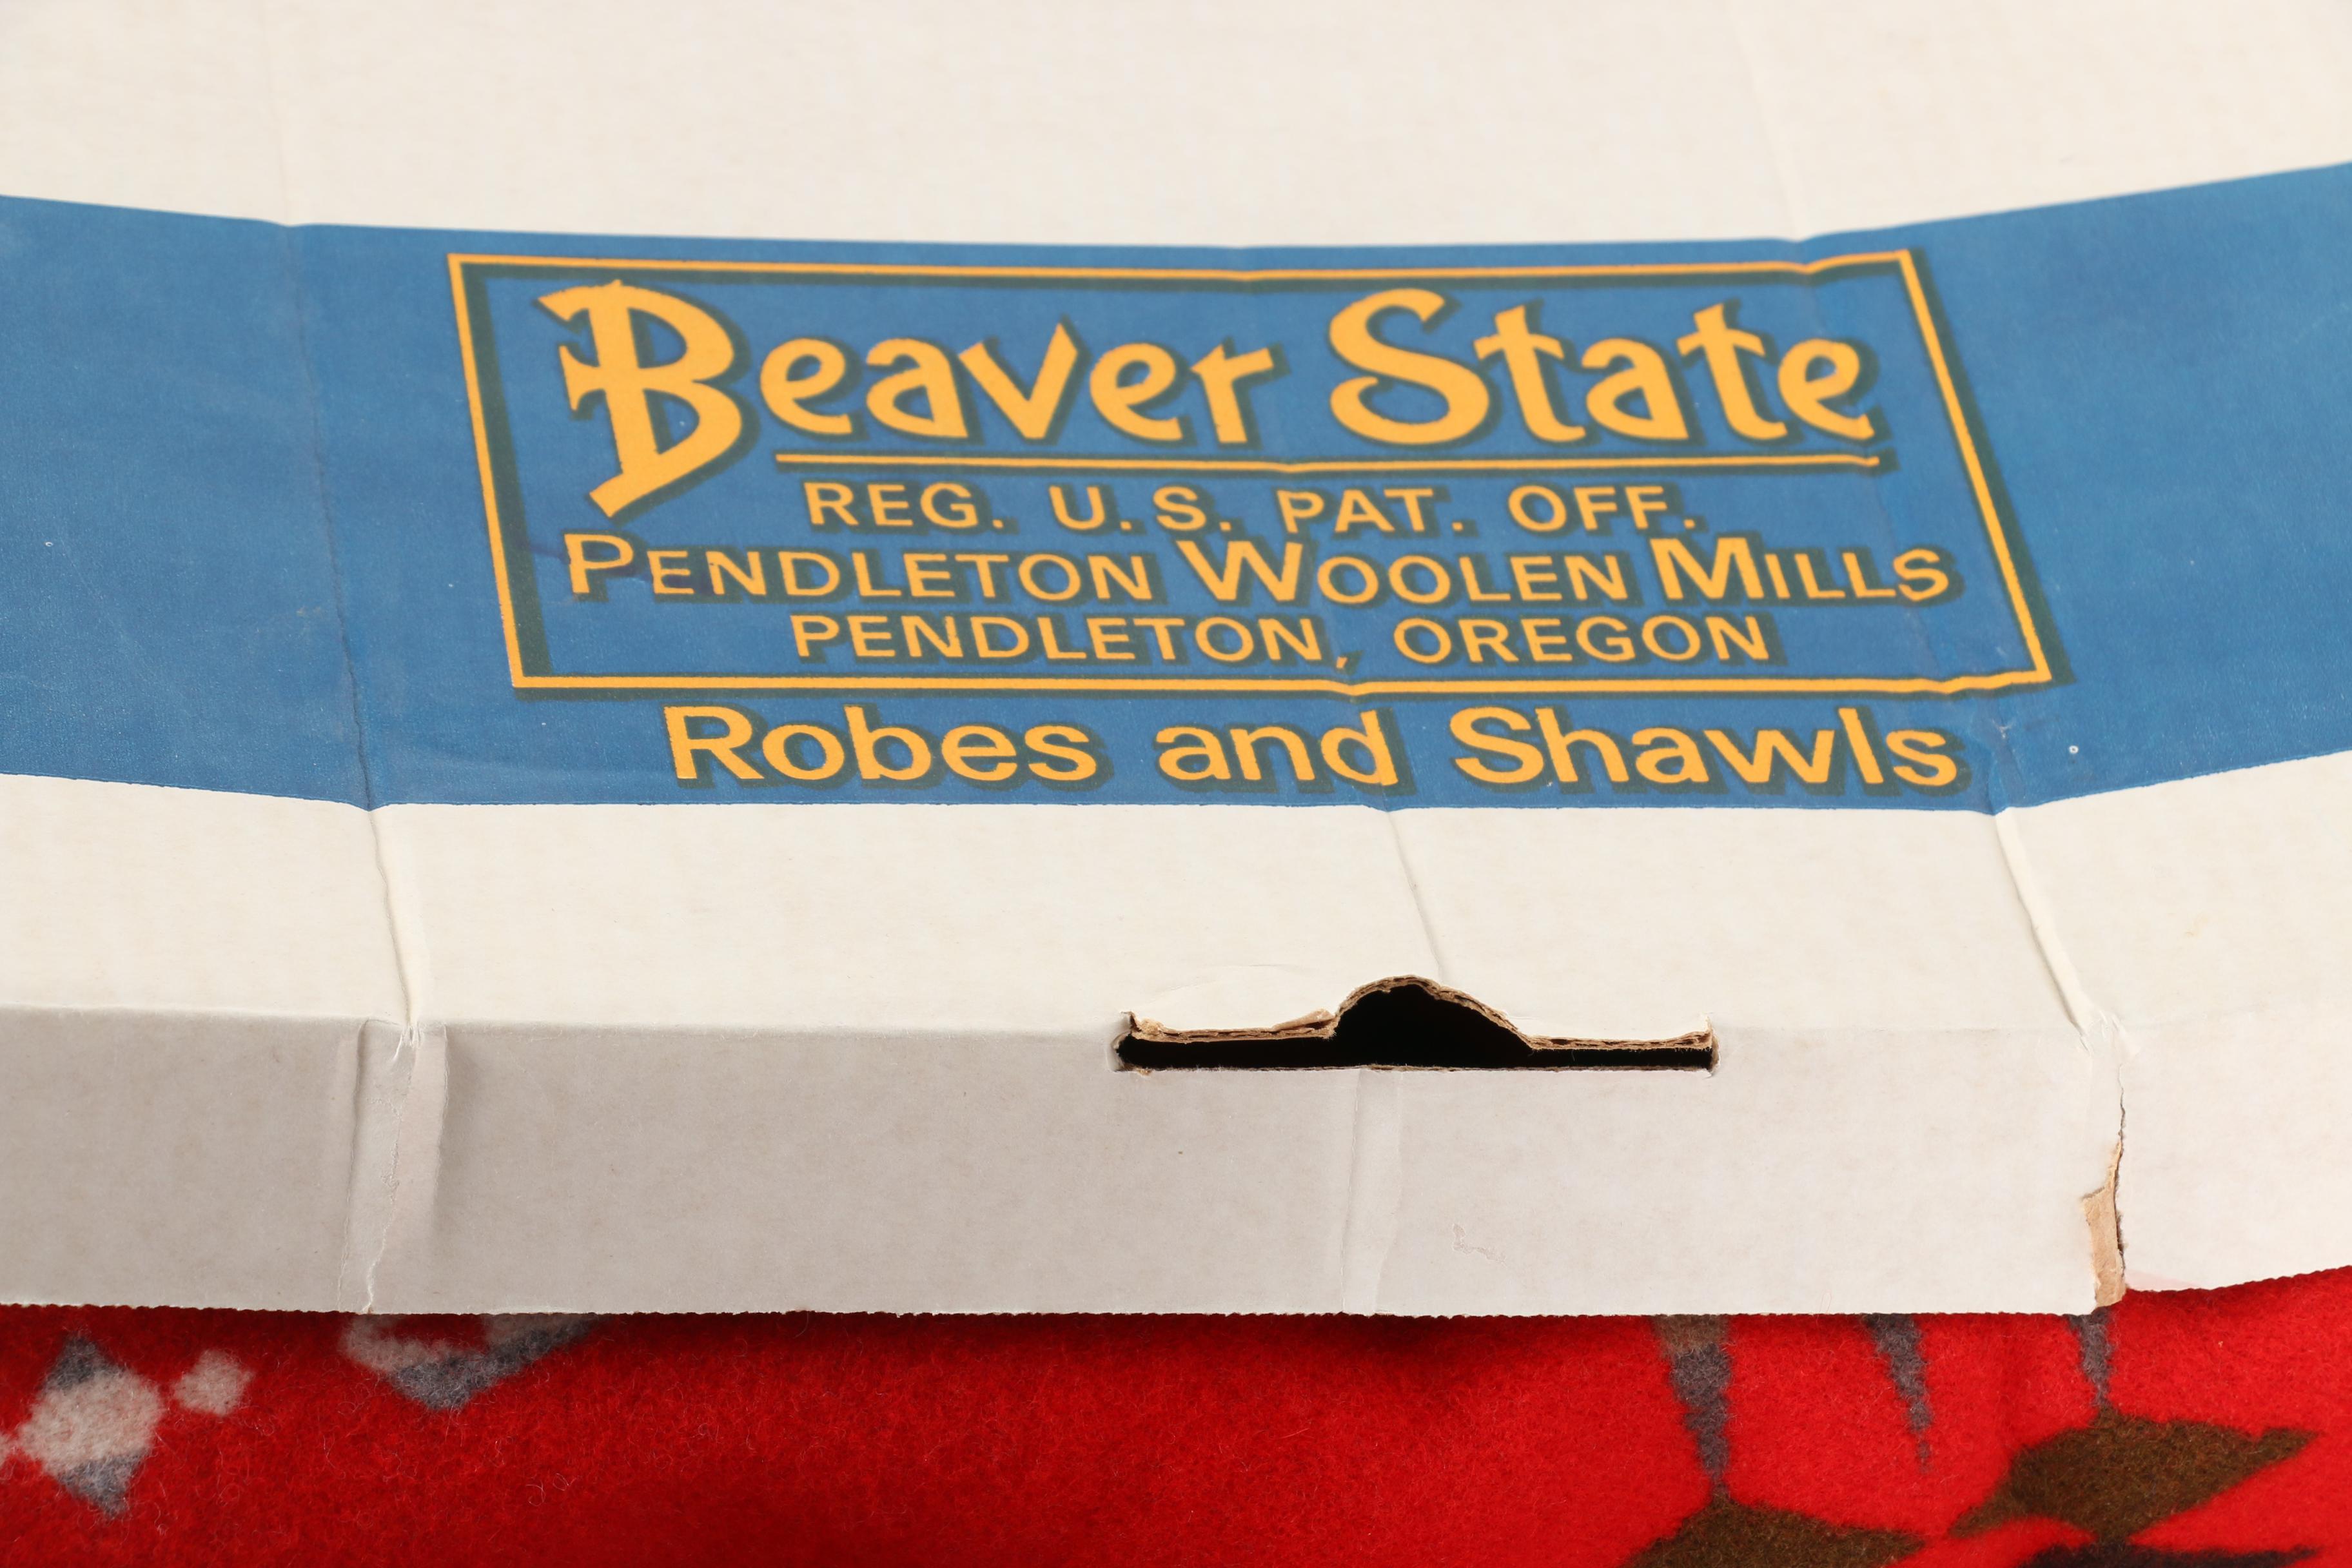 Beaver State
REG. U.S. PAT. OFF.
PENDLETON WOOLEN MILLS
PENDLETON, OREGON
Robes and Shawls